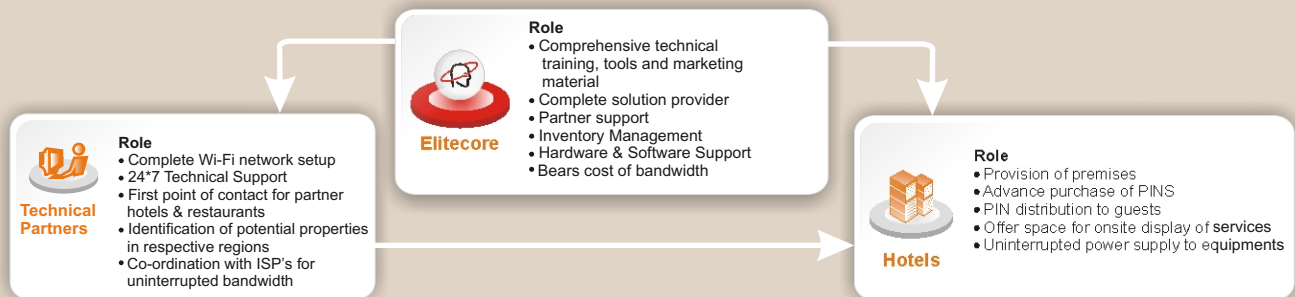 Role
• Comprehensive technical
training, tools and marketing
material
• Complete solution provider
• Partner support
• Inventory Management
• Hardware & Software Support
• Bears cost of bandwidth
Elitecore
Role
• Complete Wi-Fi network setup
• 24*7 Technical Support
• First point of contact for partner
hotels & restaurants
• Identification of potential properties
in respective regions
• Co-ordination with ISP's for
uninterrupted bandwidth
Technical
Partners
Role
• Provision of premises
• Advance purchase of PINS
• PIN distribution to guests
• Offer space for onsite display of services
• Uninterrupted power supply to equipments
Hotels